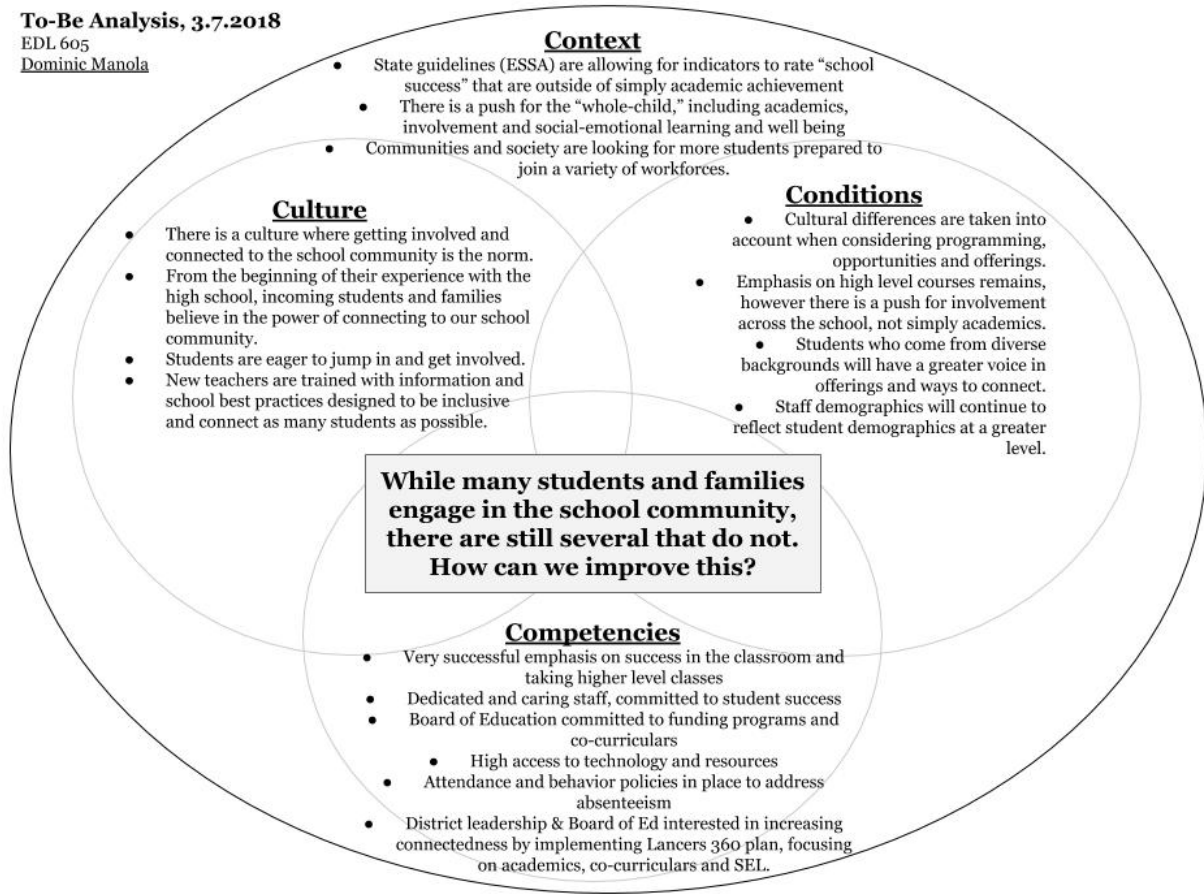 To-Be Analysis, 3.7.2018
EDL 605
Dominic Manola
Context
● State guidelines (ESSA) are allowing for indicators to rate “school
success” that are outside of simply academic achievement
● There is a push for the “whole-child,” including academics,
involvement and social-emotional learning and well being
● Communities and society are looking for more students prepared to
join a variety of workforces.
Culture
● There is a culture where getting involved and
connected to the school community is the norm.
● From the beginning of their experience with the
high school, incoming students and families
believe in the power of connecting to our school
community.
● Students are eager to jump in and get involved.
● New teachers are trained with information and
school best practices designed to be inclusive
and connect as many students as possible.
Conditions
● Cultural differences are taken into
account when considering programming,
opportunities and offerings.
● Emphasis on high level courses remains,
however there is a push for involvement
across the school, not simply academics.
● Students who come from diverse
backgrounds will have a greater voice in
offerings and ways to connect.
● Staff demographics will continue to
reflect student demographics at a greater
level.
While many students and families
engage in the school community,
there are still several that do not.
How can we improve this?
Competencies
● Very successful emphasis on success in the classroom and
taking higher level classes
● Dedicated and caring staff, committed to student success
● Board of Education committed to funding programs and
co-curriculars
● High access to technology and resources
● Attendance and behavior policies in place to address
absenteeism
● District leadership & Board of Ed interested in increasing
connectedness by implementing Lancers 360 plan, focusing
on academics, co-curriculars and SEL.